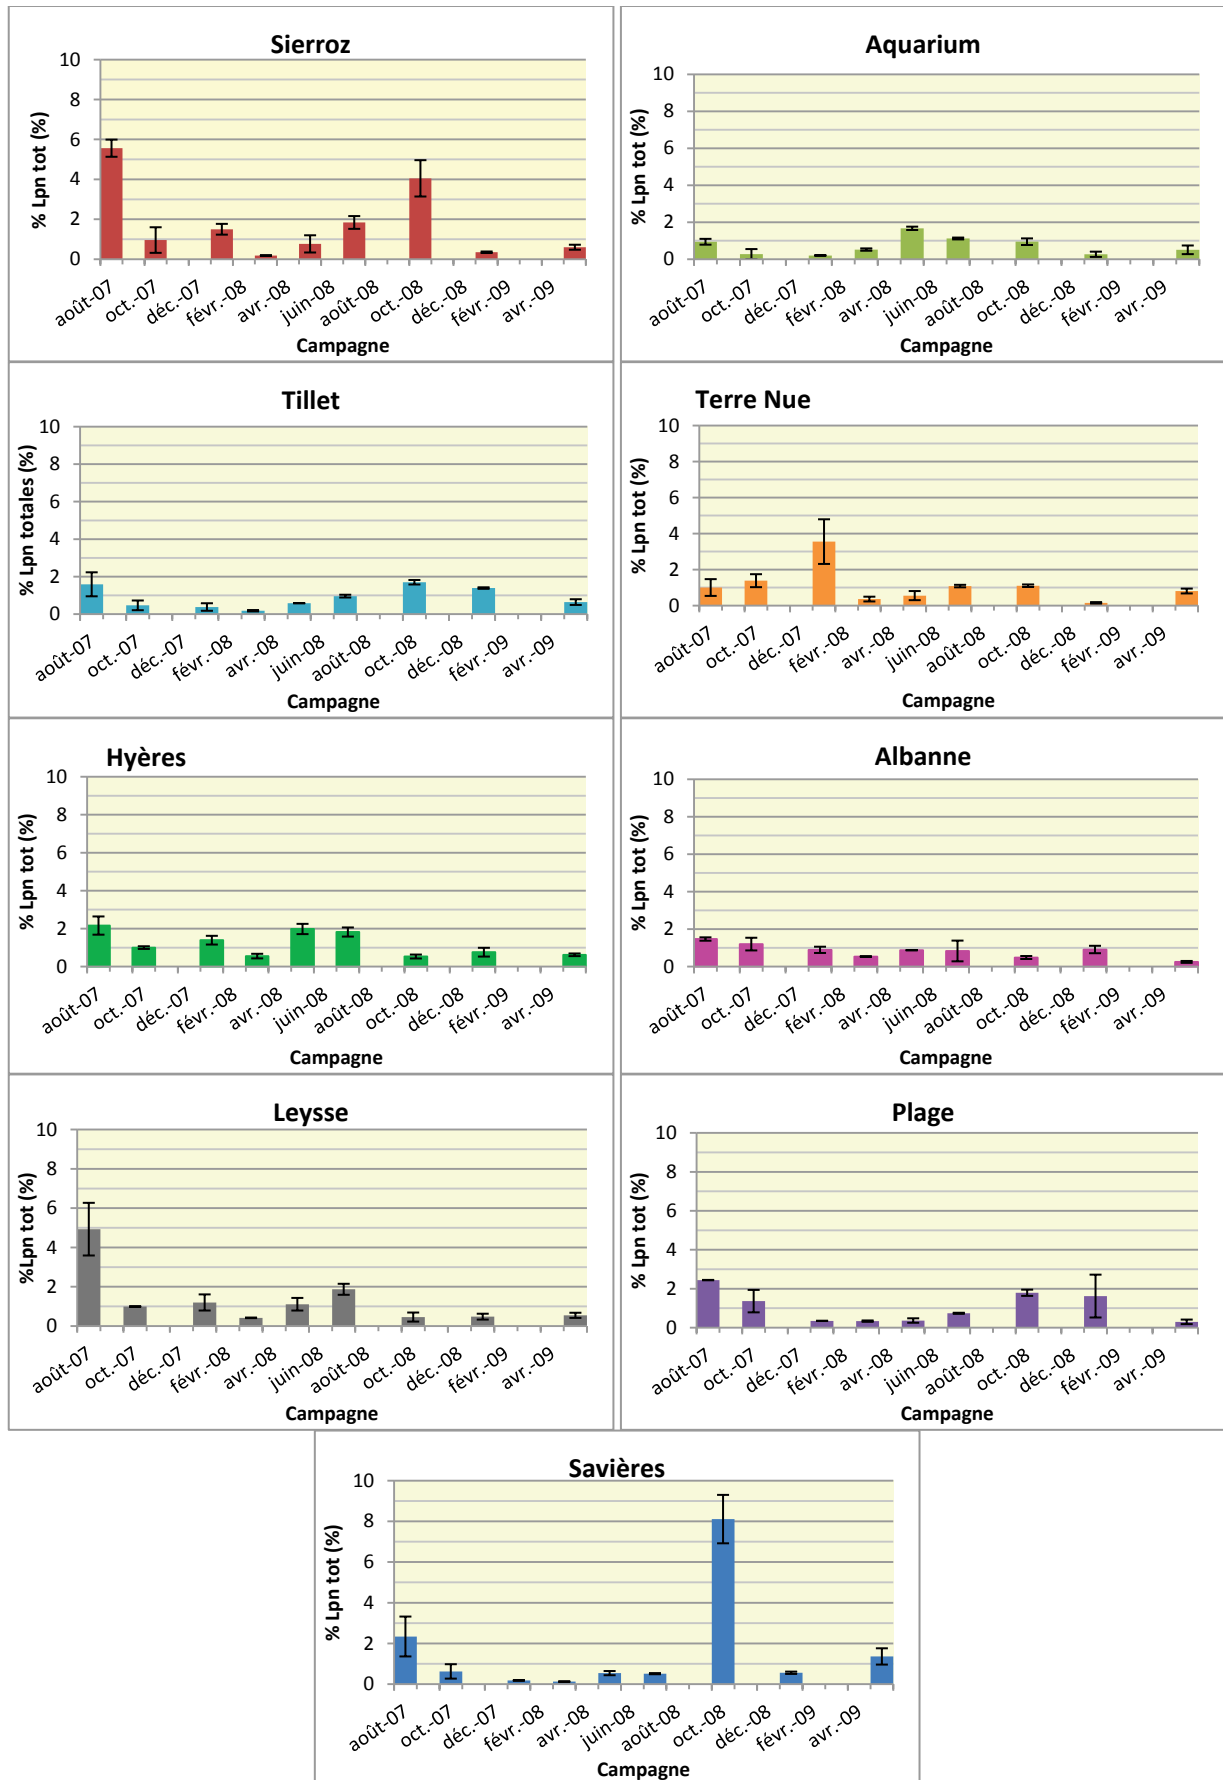 Sierroz
% Lpn tot (%)
10
8
6
4
2
0
août-07
oct.-07
déc.-07
févr.-08
avr.-08
juin-08
août-08
oct.-08
déc.-08
févr.-09
avr.-09
Campagne
Aquarium
% Lpn tot (%)
10
8
6
4
2
0
août-07
oct.-07
déc.-07
févr.-08
avr.-08
juin-08
août-08
oct.-08
déc.-08
févr.-09
avr.-09
Campagne
Tillet
% Lpn totales (%)
10
8
6
4
2
0
août-07
oct.-07
déc.-07
févr.-08
avr.-08
juin-08
août-08
oct.-08
déc.-08
févr.-09
avr.-09
Campagne
Terre Nue
% Lpn tot (%)
10
8
6
4
2
0
août-07
oct.-07
déc.-07
févr.-08
avr.-08
juin-08
août-08
oct.-08
déc.-08
févr.-09
avr.-09
Campagne
Hyères
% Lpn tot (%)
10
8
6
4
2
0
août-07
oct.-07
déc.-07
févr.-08
avr.-08
juin-08
août-08
oct.-08
déc.-08
févr.-09
avr.-09
Campagne
Albanne
% Lpn tot (%)
10
8
6
4
2
0
août-07
oct.-07
déc.-07
févr.-08
avr.-08
juin-08
août-08
oct.-08
déc.-08
févr.-09
avr.-09
Campagne
Leysse
%Lpn tot (%)
10
8
6
4
2
0
août-07
oct.-07
déc.-07
févr.-08
avr.-08
juin-08
août-08
oct.-08
déc.-08
févr.-09
avr.-09
Campagne
Plage
% Lpn tot (%)
10
8
6
4
2
0
août-07
oct.-07
déc.-07
févr.-08
avr.-08
juin-08
août-08
oct.-08
déc.-08
févr.-09
avr.-09
Campagne
Savières
% Lpn tot (%)
10
8
6
4
2
0
août-07
oct.-07
déc.-07
févr.-08
avr.-08
juin-08
août-08
oct.-08
déc.-08
févr.-09
avr.-09
Campagne